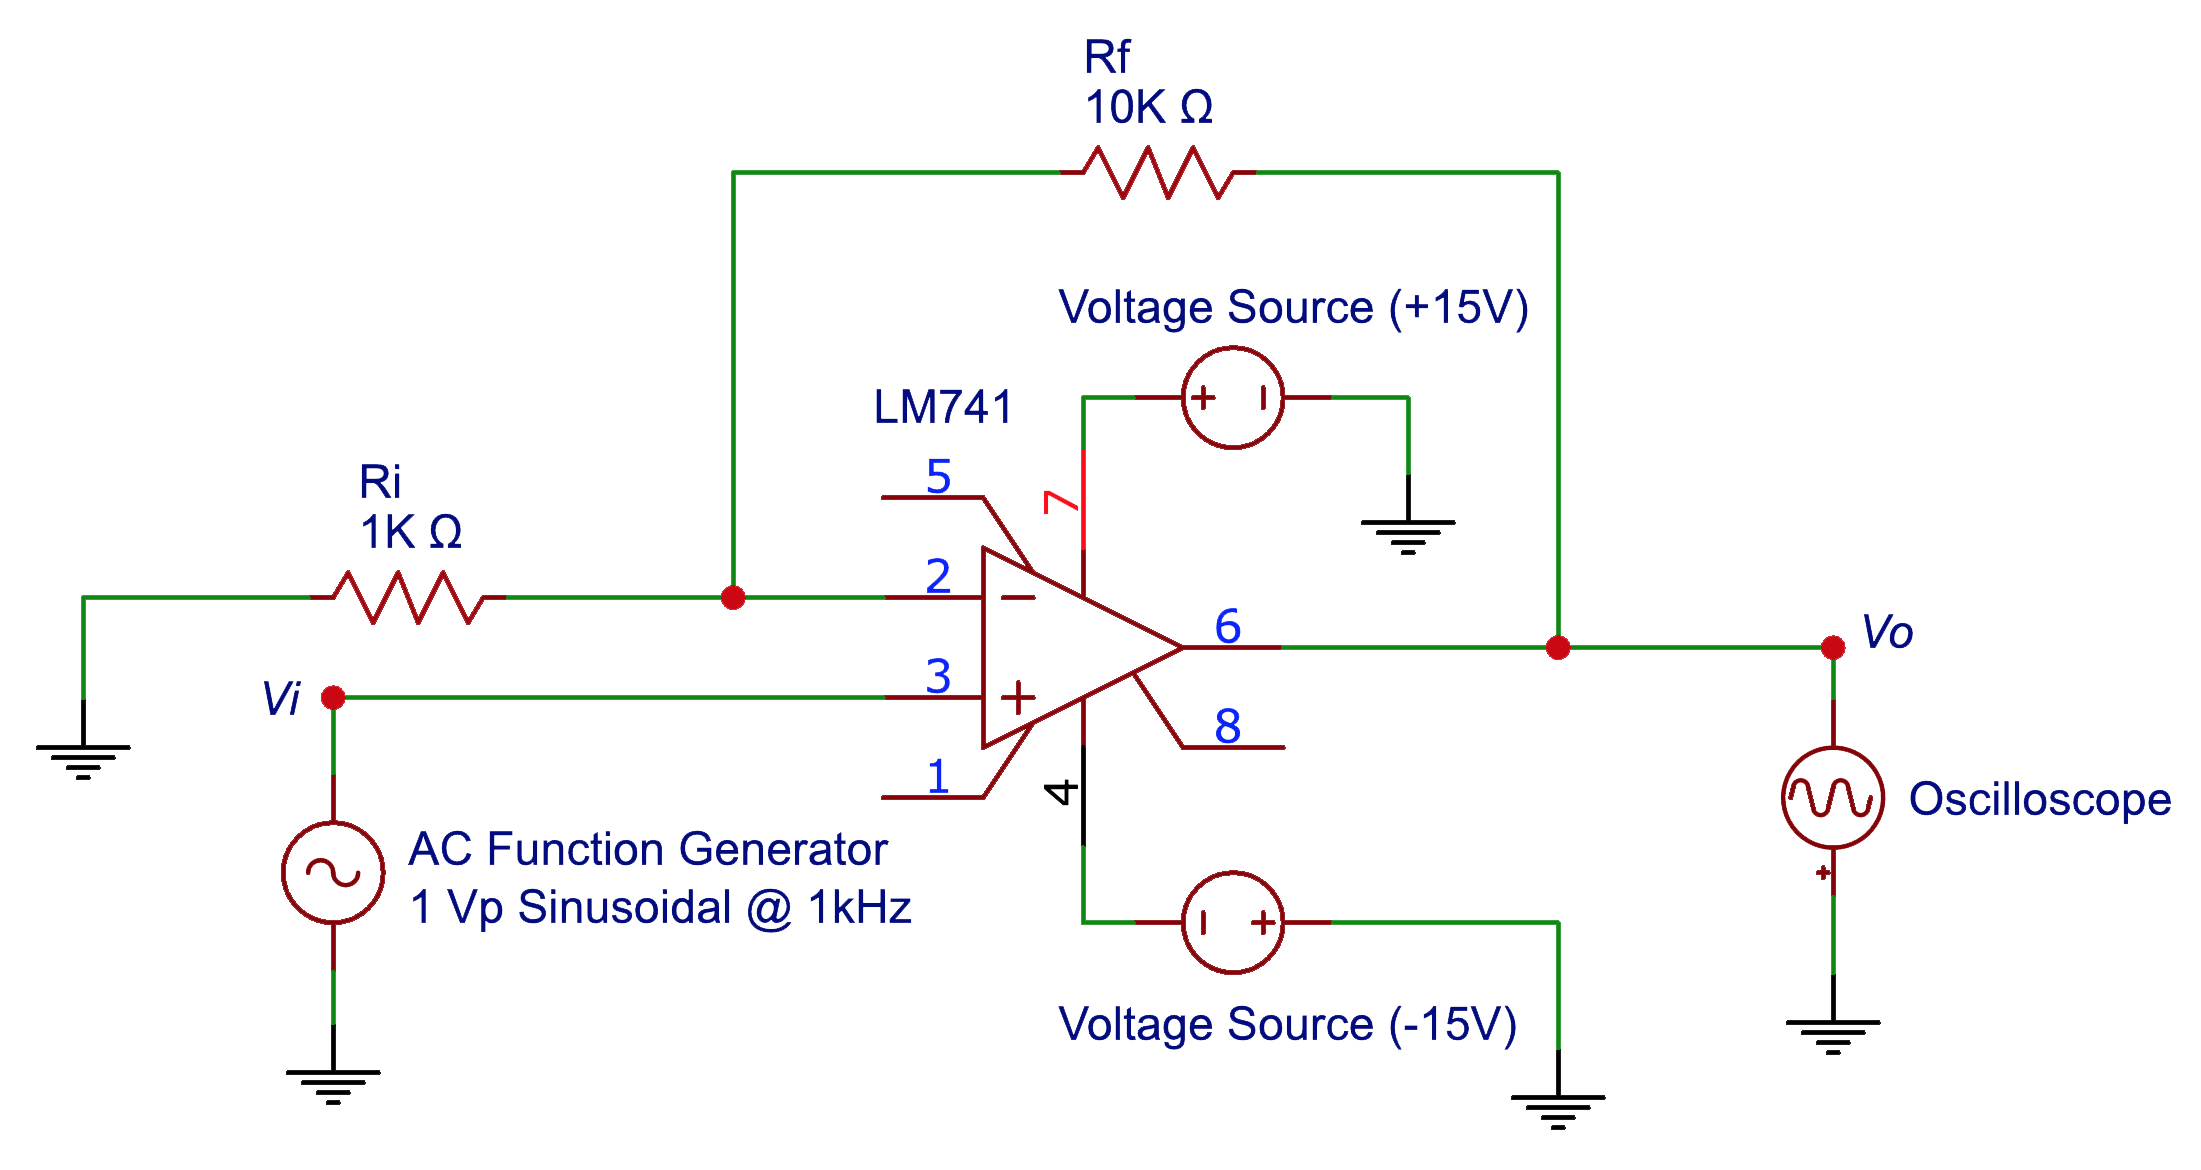 Rf
10K Ω
Voltage Source (+15V)
LM741
5
7
Ri
1K Ω
2
6
Vo
3
Vi
8
1
4
Oscilloscope
AC Function Generator
1 Vp Sinusoidal @ 1kHz
Voltage Source (-15V)